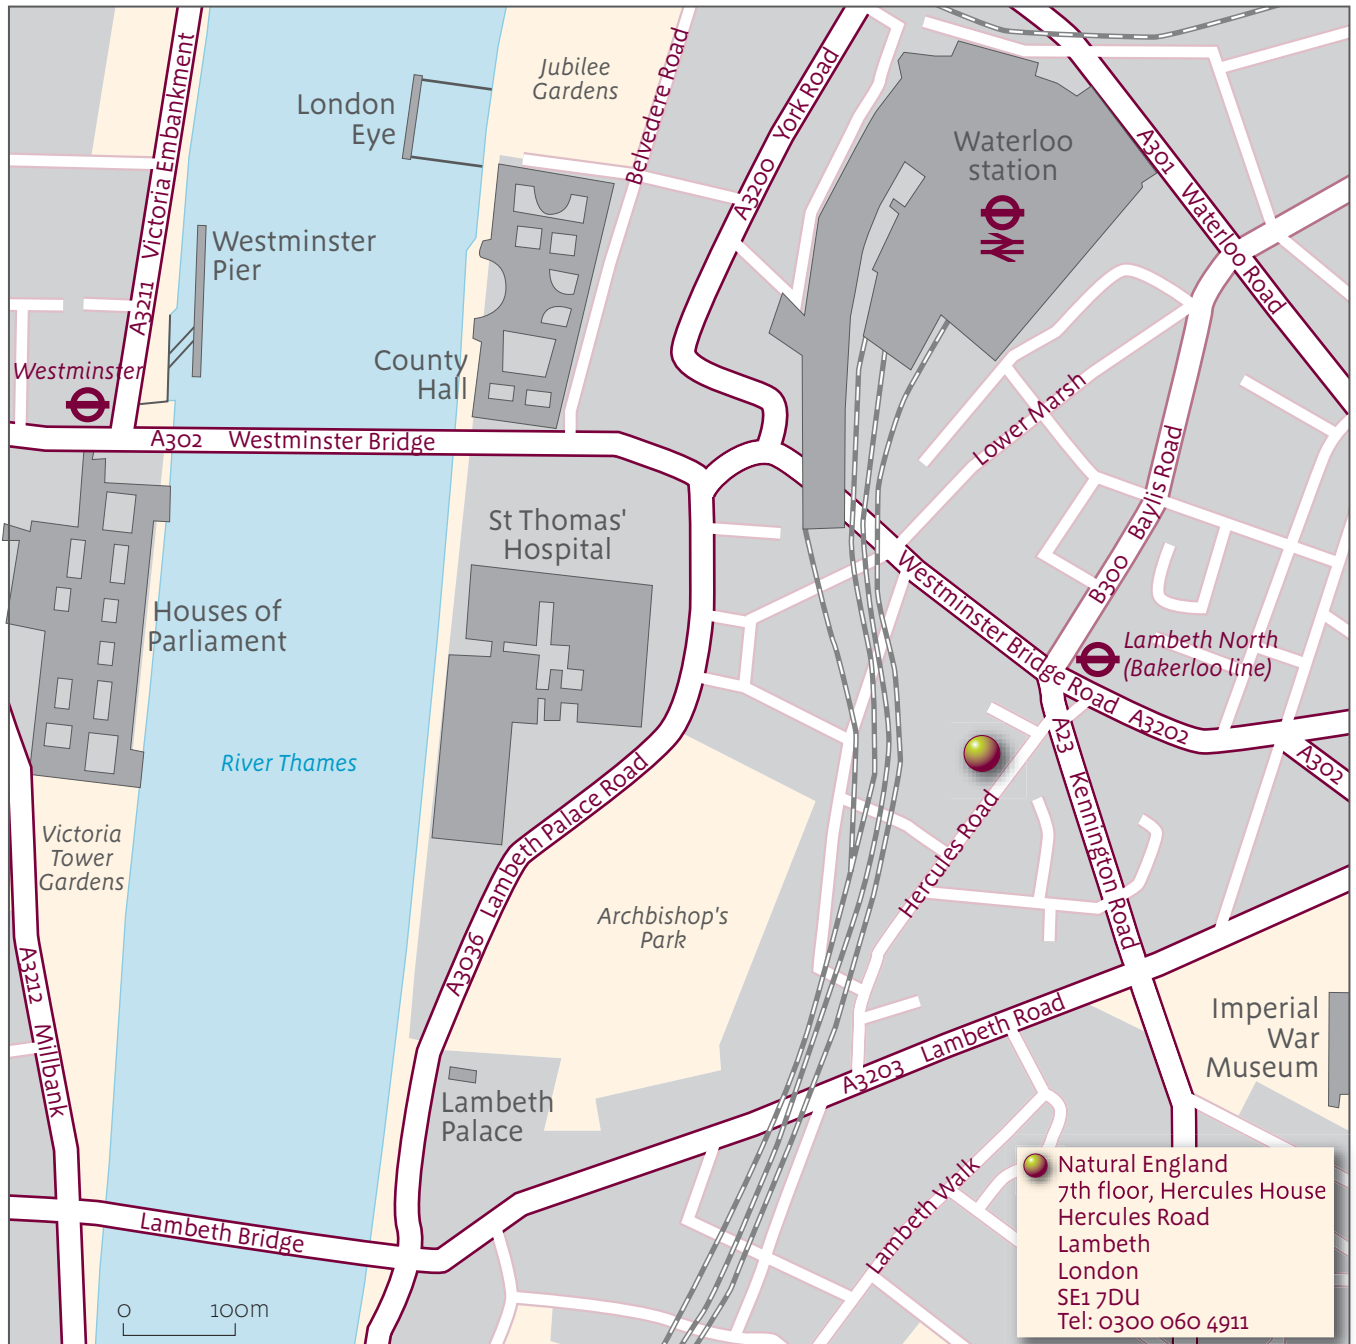 Jubilee
Gardens
London
Eye
A3211 Victoria Embankment
Belvedere Road
A3200 York Road
Waterloo
station
A301 Waterloo Road
Westminster
Pier
Westminster
County
Hall
A302 Westminster Bridge
Lower Marsh
B300 Baylis Road
St Thomas'
Hospital
Westminster Bridge Road A3202
Houses of
Parliament
Lambeth North
(Bakerloo line)
River Thames
A302
A23 Kennington Road
Hercules Road
A3036 Lambeth Palace Road
Victoria
Tower
Gardens
Archbishop's
Park
A3212 Millbank
A3203 Lambeth Road
Imperial
War
Museum
Lambeth
Palace
Lambeth Bridge
Lambeth Walk
0 100m
Natural England
7th floor, Hercules House
Hercules Road
Lambeth
London
SE1 7DU
Tel: 0300 060 4911